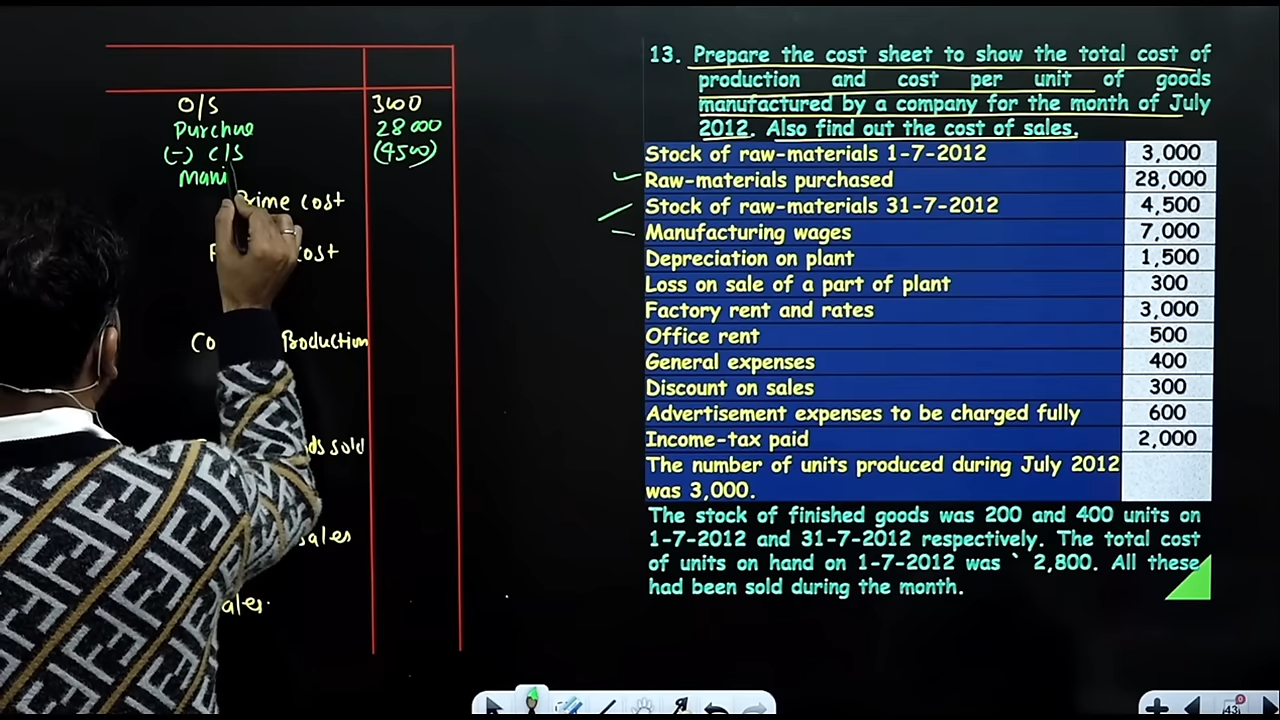 O/S 3000
Purchue 28000
(-) C/S (4500)
Mani
Prime cost
cost
Co Production
ds sold
sales
ales.
13. Prepare the cost sheet to show the total cost of
production and cost per unit of goods
manufactured by a company for the month of July
2012. Also find out the cost of sales.
Stock of raw-materials 1-7-2012 3,000
Raw-materials purchased 28,000
Stock of raw-materials 31-7-2012 4,500
Manufacturing wages 7,000
Depreciation on plant 1,500
Loss on sale of a part of plant 300
Factory rent and rates 3,000
Office rent 500
General expenses 400
Discount on sales 300
Advertisement expenses to be charged fully 600
Income-tax paid 2,000
The number of units produced during July 2012
was 3,000.
The stock of finished goods was 200 and 400 units on
1-7-2012 and 31-7-2012 respectively. The total cost
of units on hand on 1-7-2012 was ` 2,800. All these
had been sold during the month.
43